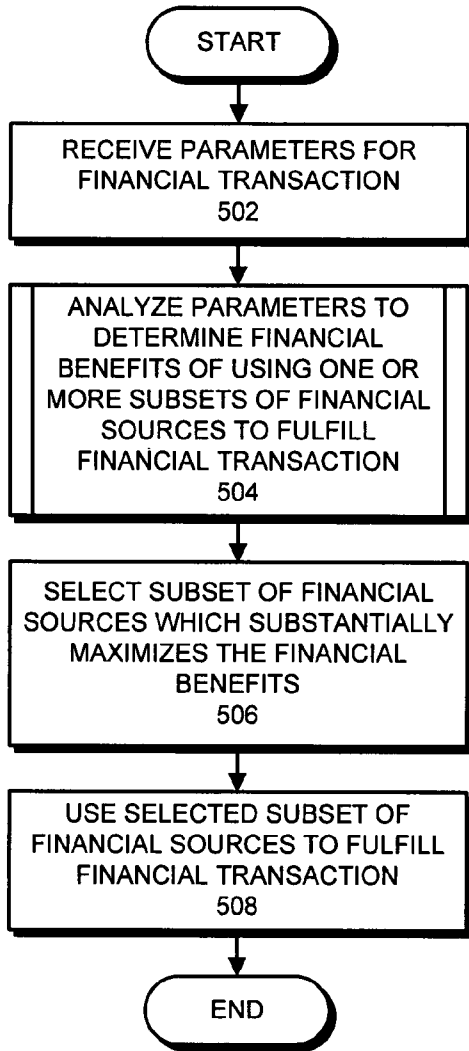 START
RECEIVE PARAMETERS FOR
FINANCIAL TRANSACTION
502
ANALYZE PARAMETERS TO
DETERMINE FINANCIAL
BENEFITS OF USING ONE OR
MORE SUBSETS OF FINANCIAL
SOURCES TO FULFILL
FINANCIAL TRANSACTION
504
SELECT SUBSET OF FINANCIAL
SOURCES WHICH SUBSTANTIALLY
MAXIMIZES THE FINANCIAL
BENEFITS
506
USE SELECTED SUBSET OF
FINANCIAL SOURCES TO FULFILL
FINANCIAL TRANSACTION
508
END